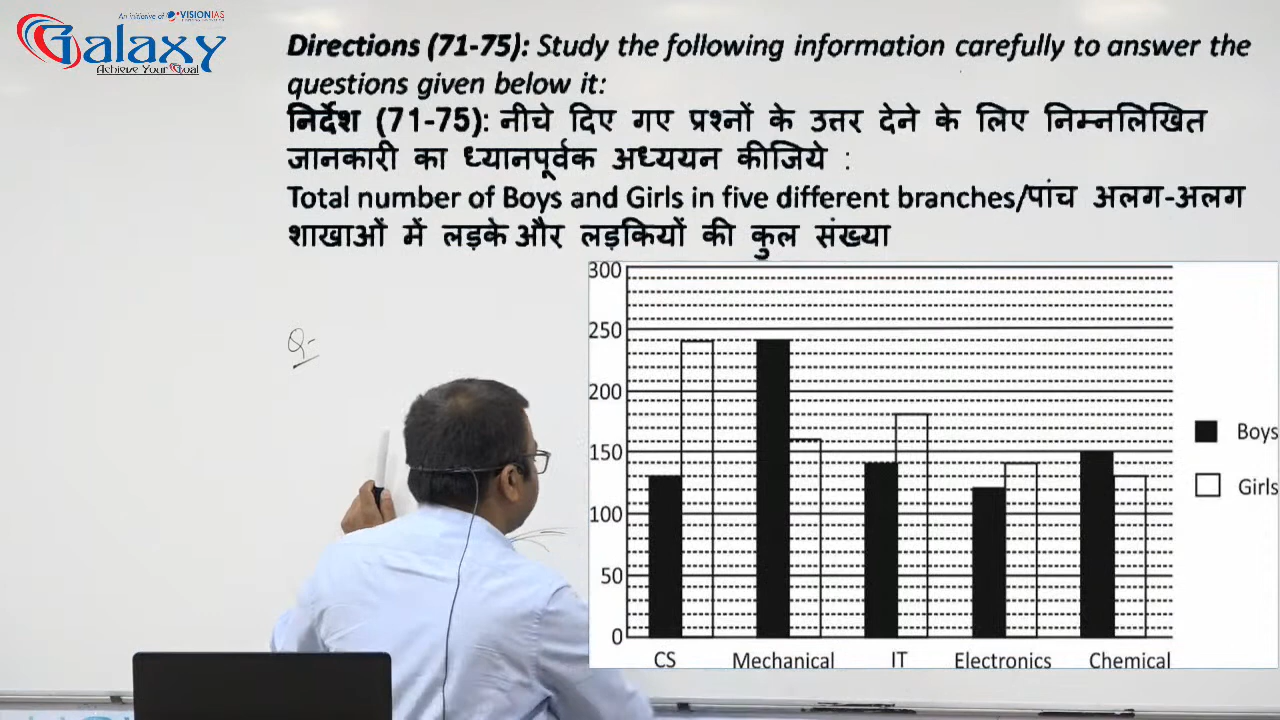 An initiative of VISIONIAS
Galaxy
Achieve Your Goal
Directions (71-75): Study the following information carefully to answer the
questions given below it:
निर्देश (71-75): नीचे दिए गए प्रश्नों के उत्तर देने के लिए निम्नलिखित
जानकारी का ध्यानपूर्वक अध्ययन कीजिये :
Total number of Boys and Girls in five different branches/पांच अलग-अलग
शाखाओं में लड़के और लड़कियों की कुल संख्या
Q:-
300
250
200
150
100
50
0
CS Mechanical IT Electronics Chemical
Boys
Girls